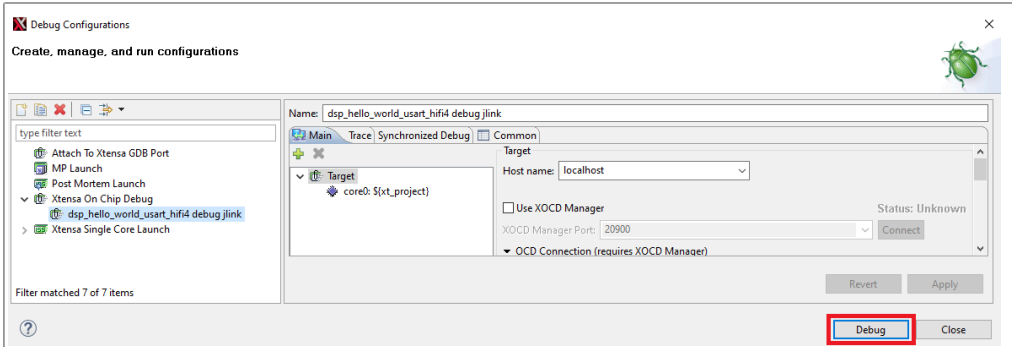 Debug Configurations
Create, manage, and run configurations
type filter text
Attach To Xtensa GDB Port
MP Launch
Post Mortem Launch
Xtensa On Chip Debug
dsp_hello_world_usart_hifi4 debug jlink
Xtensa Single Core Launch
Filter matched 7 of 7 items
Name: dsp_hello_world_usart_hifi4 debug jlink
Main Trace Synchronized Debug Common
Target
core0: ${xt_project}
Target
Host name: localhost
Use XOCD Manager Status: Unknown
XOCD Manager Port: 20900 Connect
OCD Connection (requires XOCD Manager)
Revert Apply
Debug Close